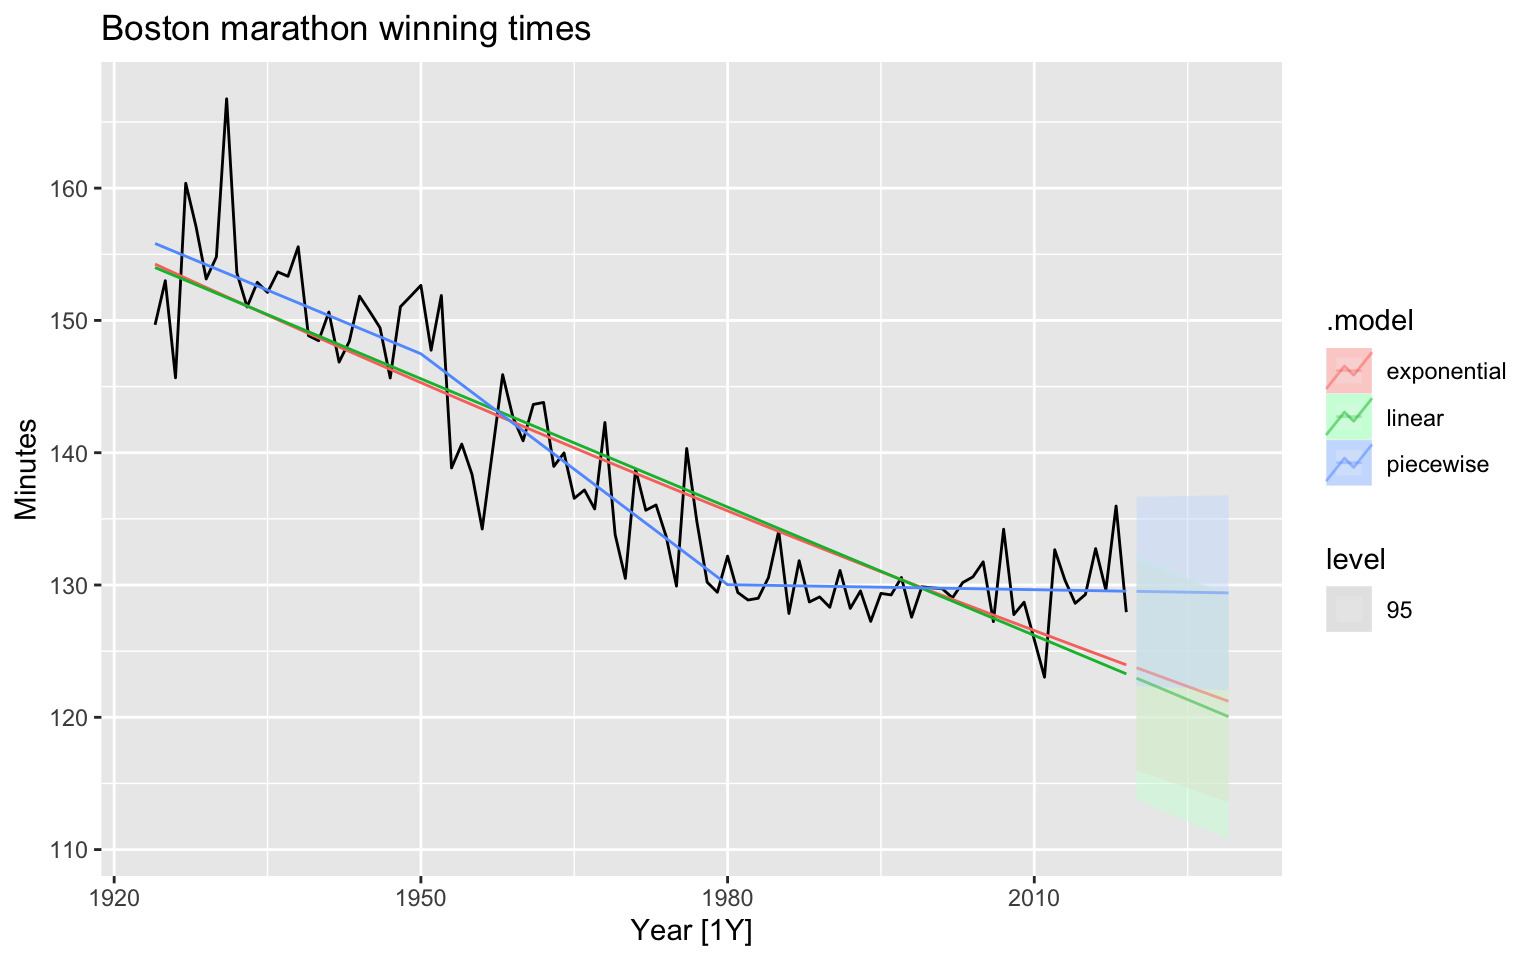 Boston marathon winning times
Minutes
160
150
140
130
120
110
1920
1950
1980
2010
Year [1Y]
.model
exponential
linear
piecewise
level
95